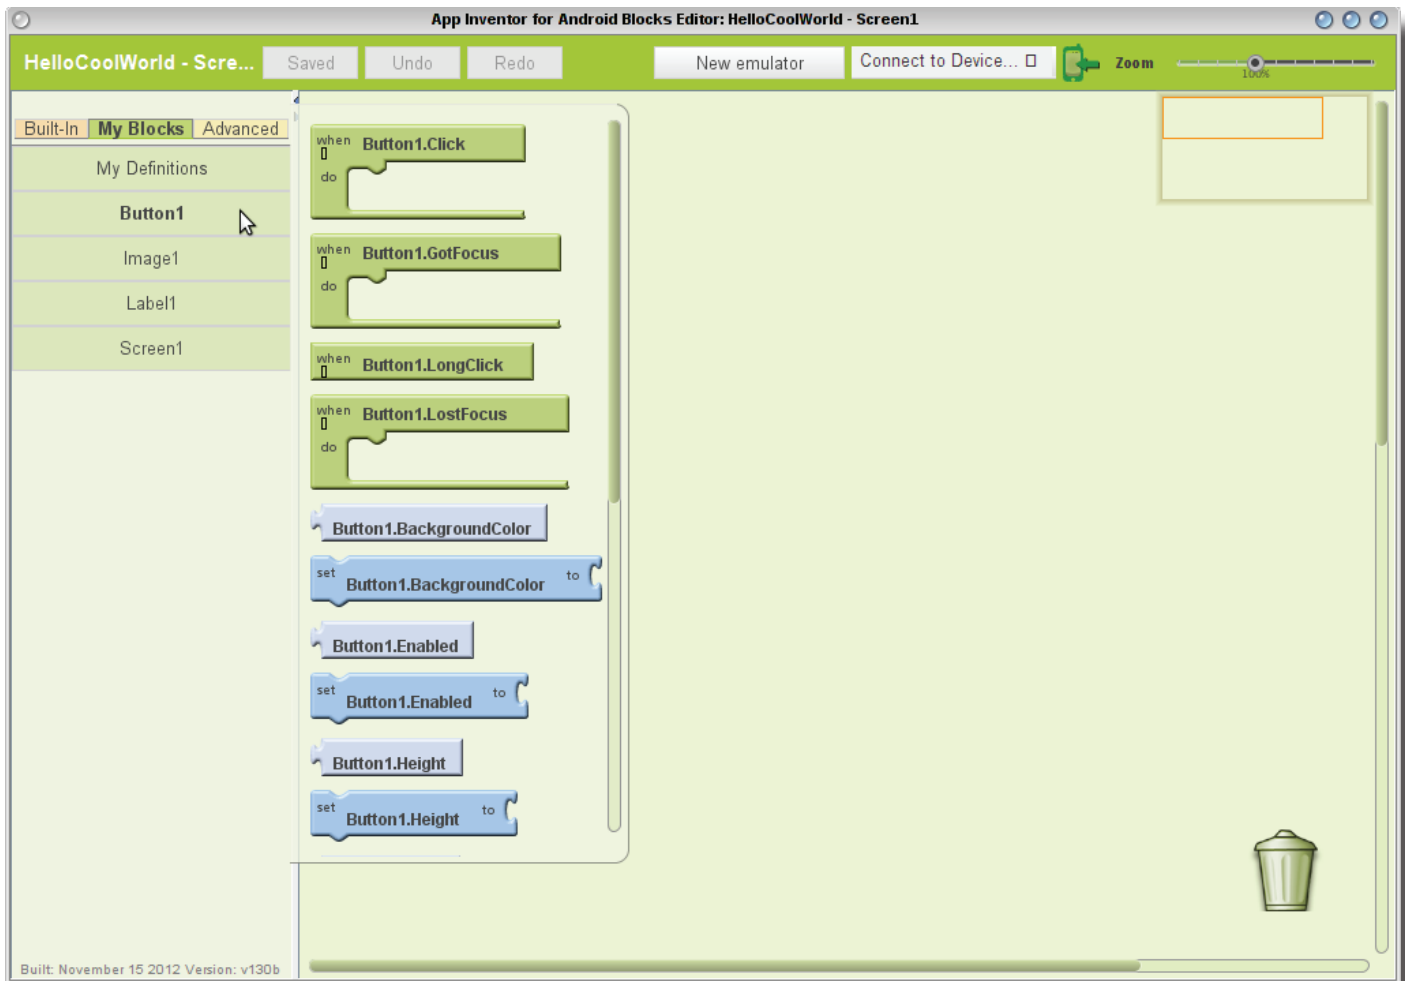 App Inventor for Android Blocks Editor: HelloCoolWorld - Screen1
HelloCoolWorld - Scre... Saved Undo Redo New emulator Connect to Device... Zoom
100%
Built-In My Blocks Advanced
My Definitions
Button1
Image1
Label1
Screen1
when Button1.Click
do
when Button1.GotFocus
do
when Button1.LongClick
when Button1.LostFocus
do
Button1.BackgroundColor
set Button1.BackgroundColor to
Button1.Enabled
set Button1.Enabled to
Button1.Height
set Button1.Height to
Built: November 15 2012 Version: v130b